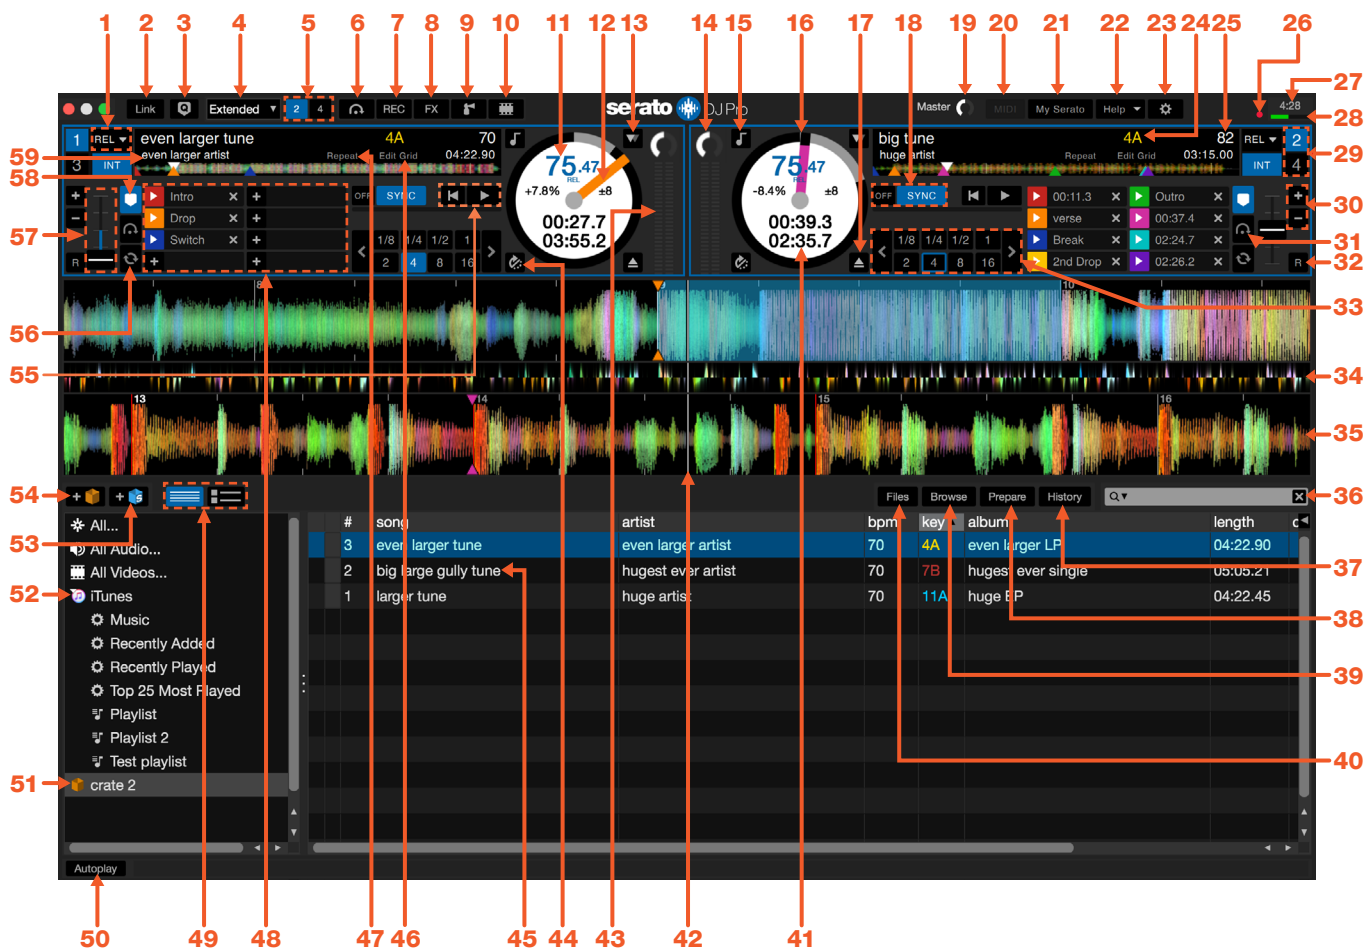 1 2 3 4 5 6 7 8 9 10 11 12 13 14 15 16 17 18 19 20 21 22 23 24 25 26
27
28
29
30
31
32
33
34
35
36
37
38
39
40
59
58
57
56
55
54
53
52
51
50 49 48 47 46 45 44 43 42 41
Link Extended ▼ 2 4 REC FX serato DJ Pro Master MIDI My Serato Help ▼ 4:28
1 REL ▼ even larger tune 4A 70
3 INT even larger artist Repeat Edit Grid 04:22.90
+ Intro × +
− Drop × +
Switch × +
R + +
OFF SYNC
< 1/8 1/4 1/2 1 >
2 4 8 16
75.47
REL
+7.8% ±8
00:27.7
03:55.2
75.47
REL
-8.4% ±8
00:39.3
02:35.7
big tune 4A 82 REL ▼ 2
huge artist Repeat Edit Grid 03:15.00 INT 4
OFF SYNC
< 1/8 1/4 1/2 1 >
2 4 8 16
00:11.3 × Outro × +
verse × 00:37.4 × −
Break × 02:24.7 ×
2nd Drop × 02:26.2 × R
8 9 10
13 14 15 16
+ + S Files Browse Prepare History Q▼
All...
All Audio...
All Videos...
iTunes
Music
Recently Added
Recently Played
Top 25 Most Played
Playlist
Playlist 2
Test playlist
crate 2
# song artist bpm key album length
3 even larger tune even larger artist 70 4A even larger LP 04:22.90
2 big large gully tune hugest ever artist 70 7B hugest ever single 05:05.21
1 larger tune huge artist 70 11A huge EP 04:22.45
Autoplay